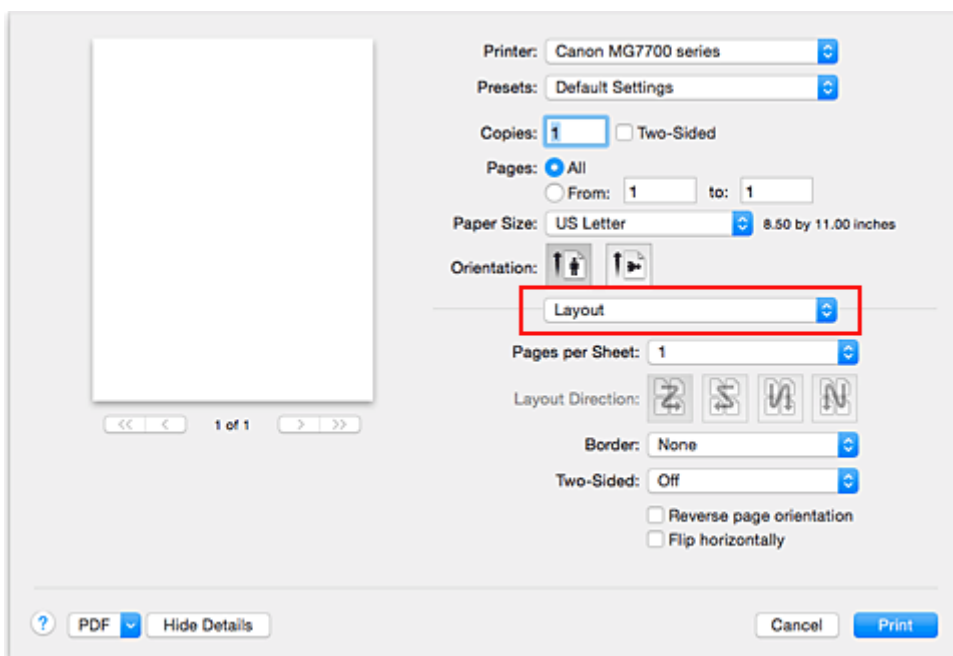 Printer: Canon MG7700 series
Presets: Default Settings
Copies: 1 Two-Sided
Pages: All
From: 1 to: 1
Paper Size: US Letter 8.50 by 11.00 inches
Orientation:
Layout
Pages per Sheet: 1
Layout Direction:
1 of 1
Border: None
Two-Sided: Off
Reverse page orientation
Flip horizontally
? PDF Hide Details Cancel Print